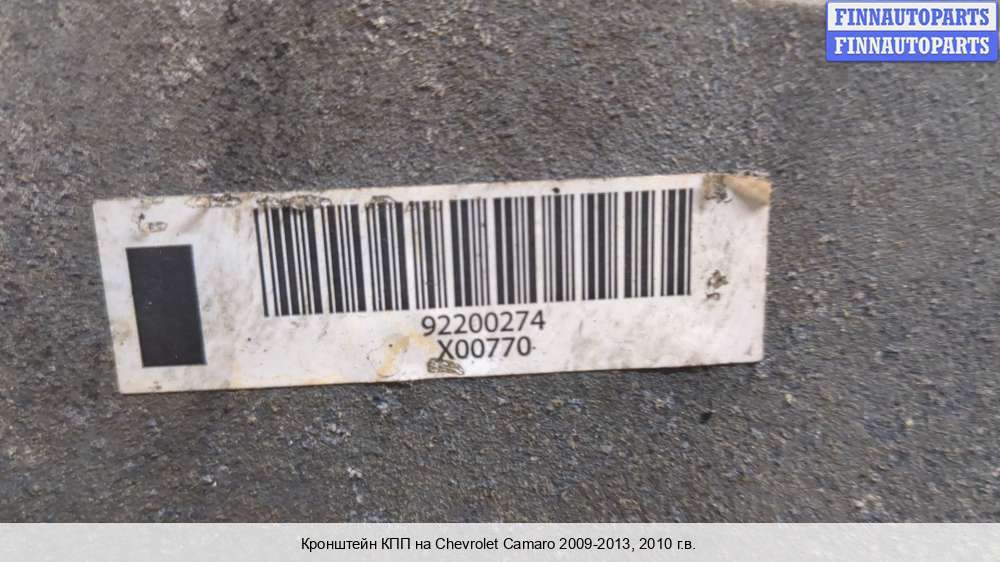 FINNAUTOPARTS
FINNAUTOPARTS
92200274
X00770
Кронштейн КПП на Chevrolet Camaro 2009-2013, 2010 г.в.